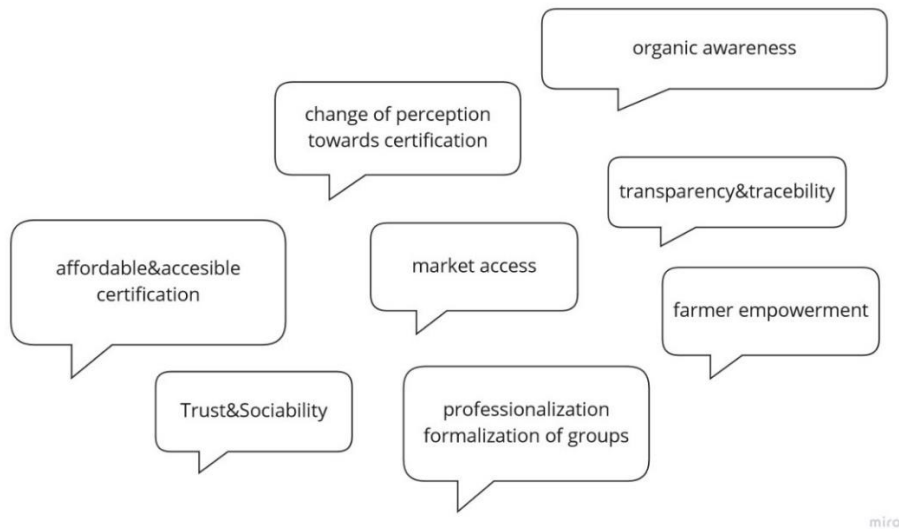 organic awareness
change of perception
towards certification
transparency&tracebility
affordable&accesible
certification
market access
farmer empowerment
Trust&Sociability
professionalization
formalization of groups
miro